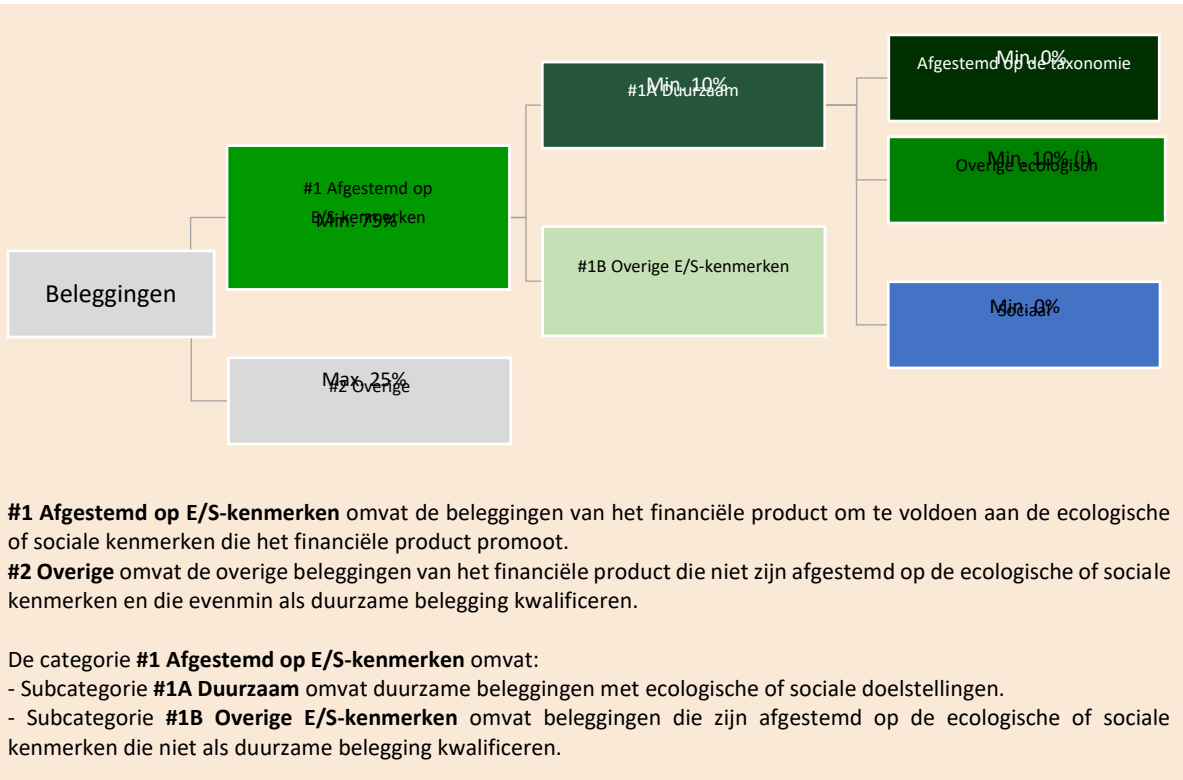 Beleggingen
#1 Afgestemd op
E/S-kenmerken
Min. 75%
Max. 25%
#2 Overige
Min. 10%
#1A Duurzaam
#1B Overige E/S-kenmerken
Min. 0%
Afgestemd op de taxonomie
Min. 10% (i)
Overige ecologisch
Min. 0%
Sociaal
#1 Afgestemd op E/S-kenmerken omvat de beleggingen van het financiële product om te voldoen aan de ecologische
of sociale kenmerken die het financiële product promoot.
#2 Overige omvat de overige beleggingen van het financiële product die niet zijn afgestemd op de ecologische of sociale
kenmerken en die evenmin als duurzame belegging kwalificeren.
De categorie #1 Afgestemd op E/S-kenmerken omvat:
- Subcategorie #1A Duurzaam omvat duurzame beleggingen met ecologische of sociale doelstellingen.
- Subcategorie #1B Overige E/S-kenmerken omvat beleggingen die zijn afgestemd op de ecologische of sociale
kenmerken die niet als duurzame belegging kwalificeren.